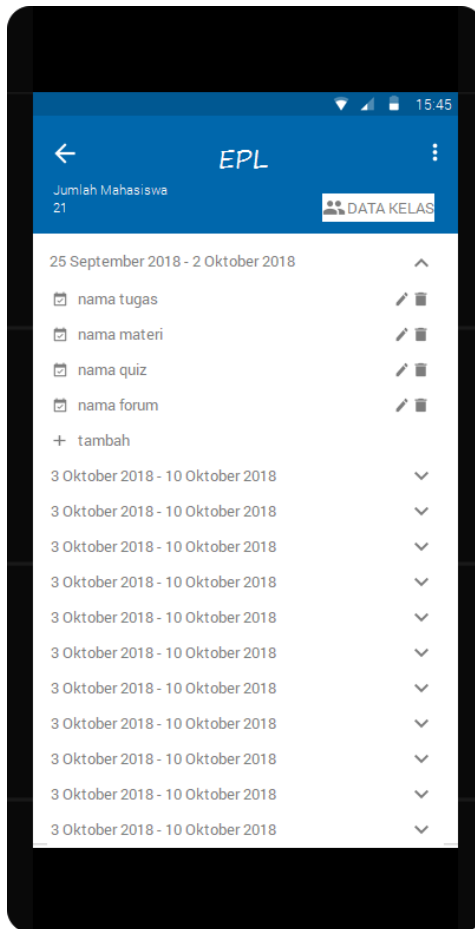 15:45
EPL
Jumlah Mahasiswa
21
DATA KELAS
25 September 2018 - 2 Oktober 2018
nama tugas
nama materi
nama quiz
nama forum
+ tambah
3 Oktober 2018 - 10 Oktober 2018
3 Oktober 2018 - 10 Oktober 2018
3 Oktober 2018 - 10 Oktober 2018
3 Oktober 2018 - 10 Oktober 2018
3 Oktober 2018 - 10 Oktober 2018
3 Oktober 2018 - 10 Oktober 2018
3 Oktober 2018 - 10 Oktober 2018
3 Oktober 2018 - 10 Oktober 2018
3 Oktober 2018 - 10 Oktober 2018
3 Oktober 2018 - 10 Oktober 2018
3 Oktober 2018 - 10 Oktober 2018